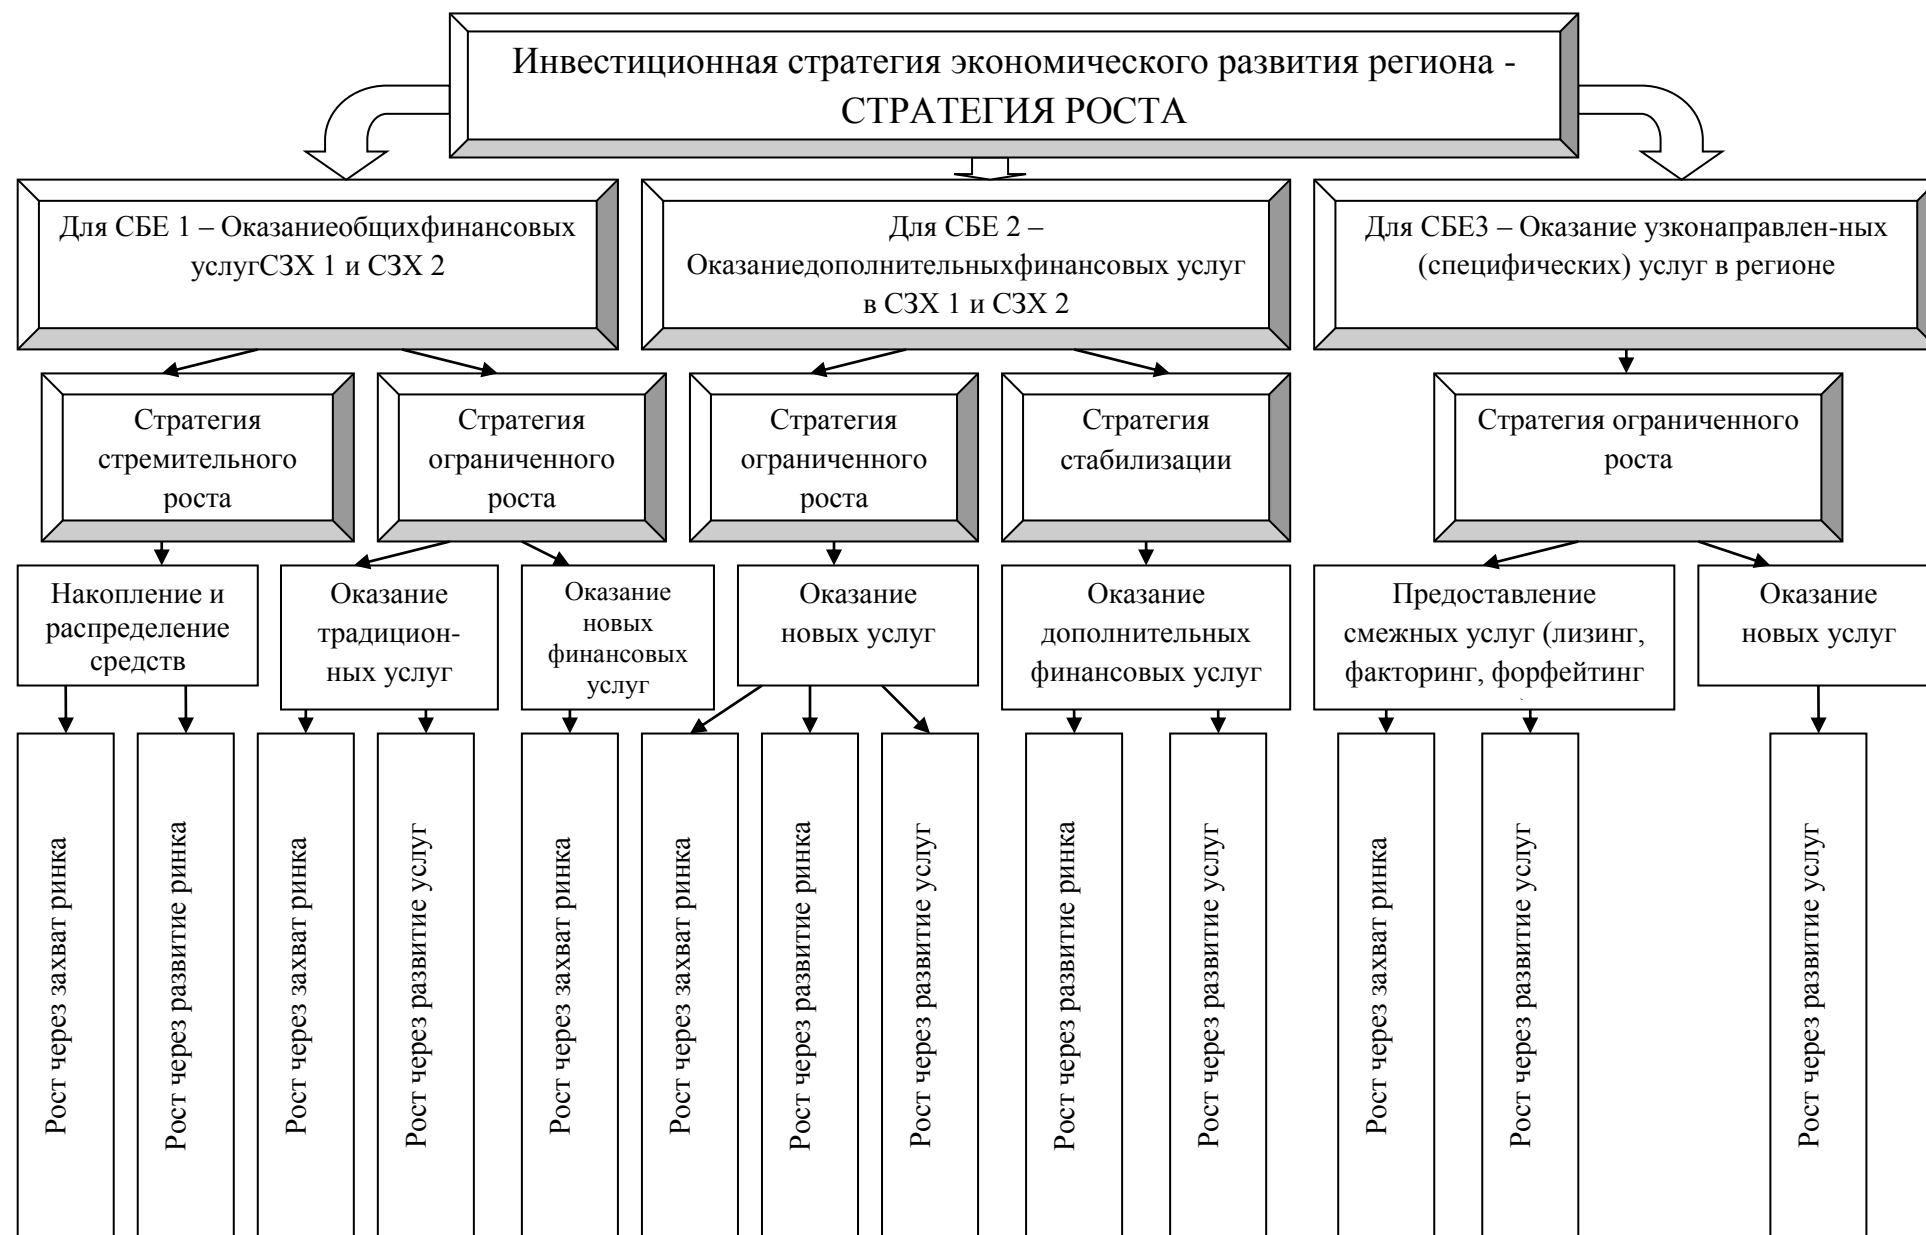 Инвестиционная стратегия экономического развития региона -
СТРАТЕГИЯ РОСТА
Для СБЕ 1 – Оказаниеобщихфинансовых
услугСЗХ 1 и СЗХ 2
Для СБЕ 2 –
Оказаниедополнительныхфинансовых услуг
в СЗХ 1 и СЗХ 2
Для СБЕ3 – Оказание узконаправлен-ных
(специфических) услуг в регионе
Стратегия
стремительного
роста
Стратегия
ограниченного
роста
Стратегия
ограниченного
роста
Стратегия
стабилизации
Стратегия ограниченного
роста
Накопление и
распределение
средств
Оказание
традицион-
ных услуг
Оказание
новых
финансовых
услуг
Оказание
новых услуг
Оказание
дополнительных
финансовых услуг
Предоставление
смежных услуг (лизинг,
факторинг, форфейтинг
Оказание
новых услуг
Рост через захват ринка
Рост через развитие ринка
Рост через захват ринка
Рост через развитие услуг
Рост через захват ринка
Рост через захват ринка
Рост через развитие ринка
Рост через развитие услуг
Рост через развитие ринка
Рост через развитие услуг
Рост через захват ринка
Рост через развитие услуг
Рост через развитие услуг